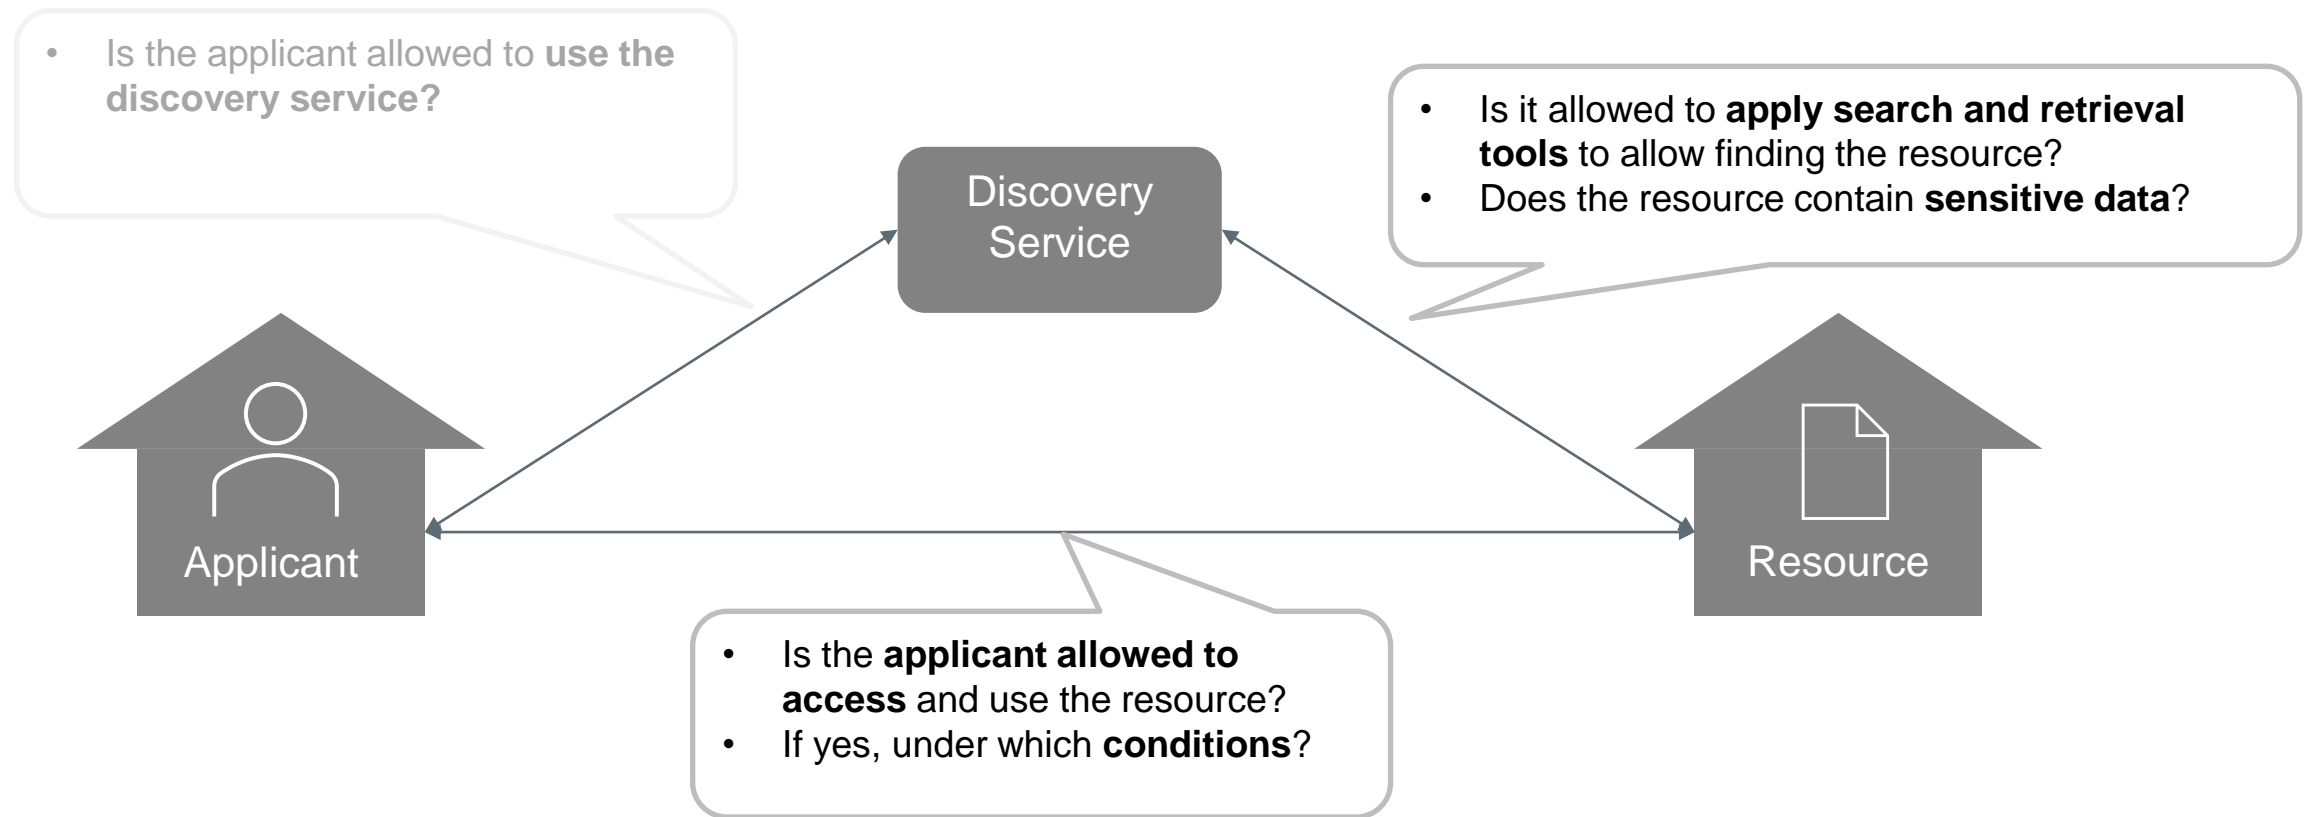 • Is the applicant allowed to use the
discovery service?
• Is it allowed to apply search and retrieval
tools to allow finding the resource?
• Does the resource contain sensitive data?
Discovery
Service
Applicant
Resource
• Is the applicant allowed to
access and use the resource?
• If yes, under which conditions?